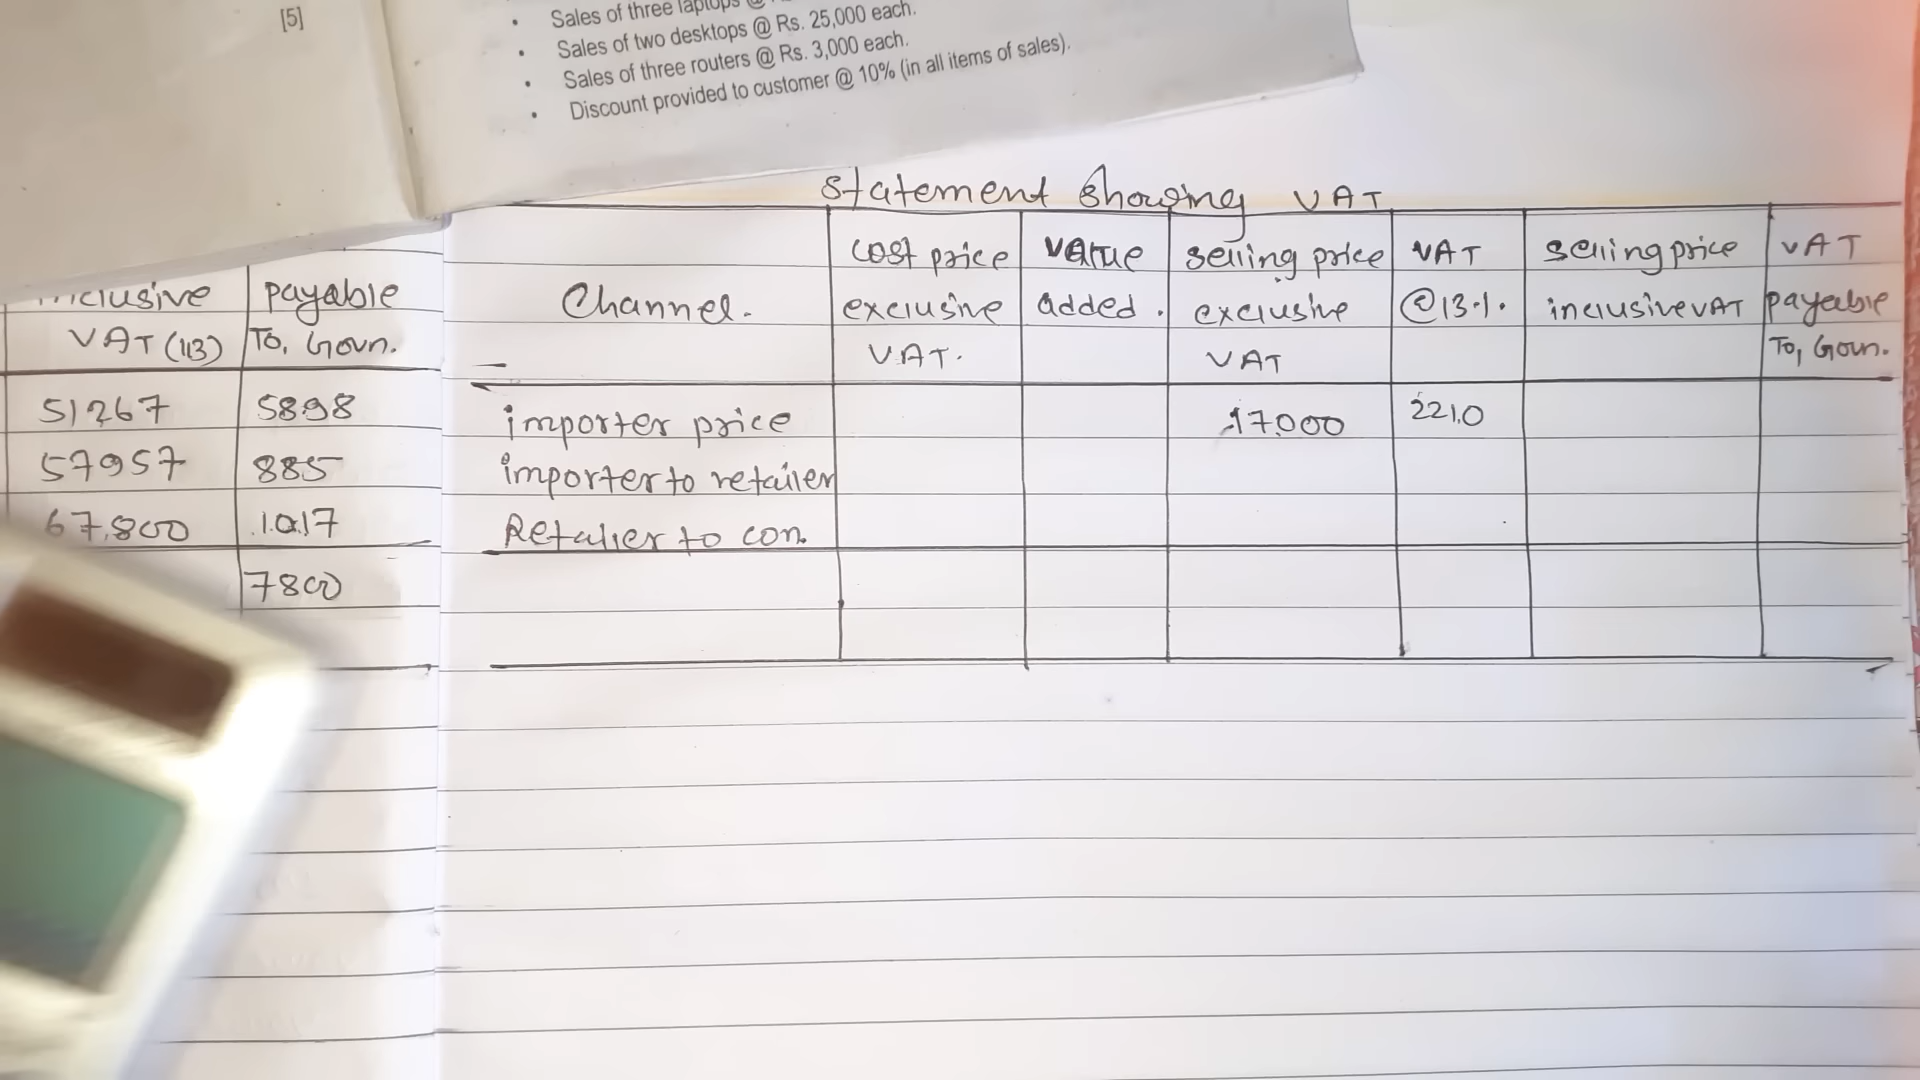 [5]
• Sales of three laptops @
• Sales of two desktops @ Rs. 25,000 each.
• Sales of three routers @ Rs. 3,000 each.
• Discount provided to customer @ 10% (in all items of sales).
inclusive payable
VAT (113) To, Govn.
51267 5898
57957 885
67,800 1017
7800
Statement Showing VAT
Channel.
cost price exclusive VAT.
Value added.
selling price exclusive VAT
VAT @13%.
selling price inclusive VAT
VAT payable To, Govn.
importer price 17000 2210
importer to retailer
Retalier to con.